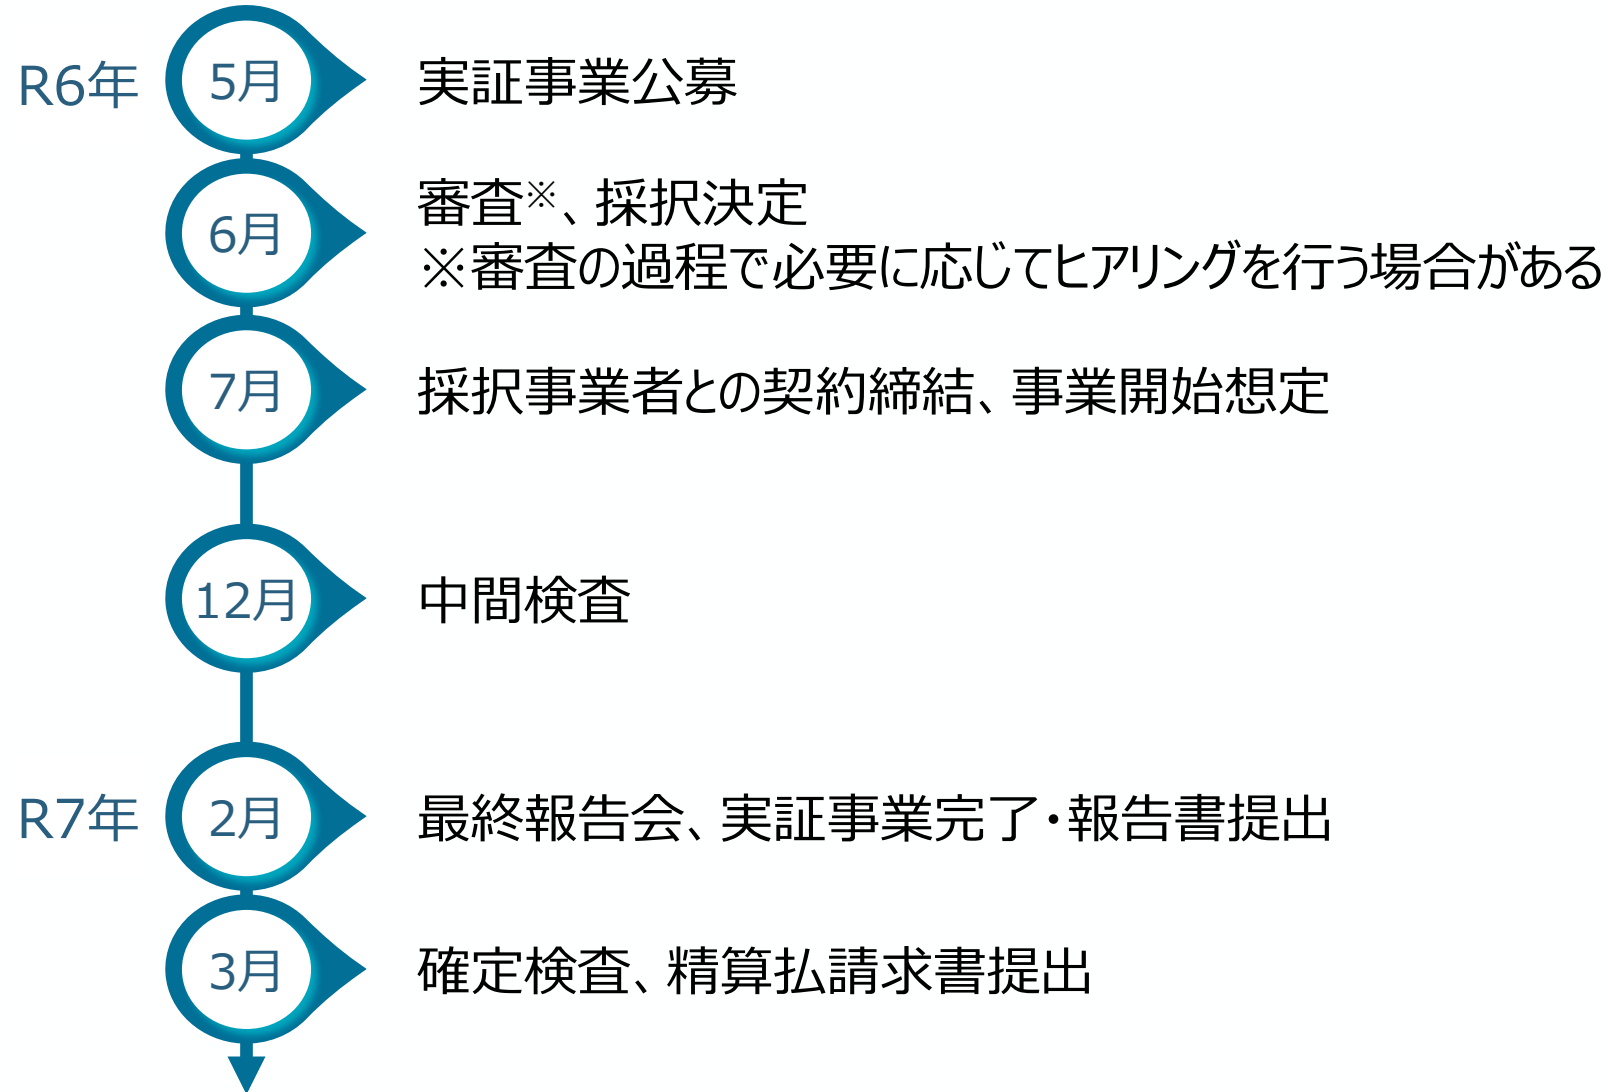 R6年 5月 実証事業公募
6月 審査※、採択決定
※審査の過程で必要に応じてヒアリングを行う場合がある
7月 採択事業者との契約締結、事業開始想定
12月 中間検査
R7年 2月 最終報告会、実証事業完了・報告書提出
3月 確定検査、精算払請求書提出